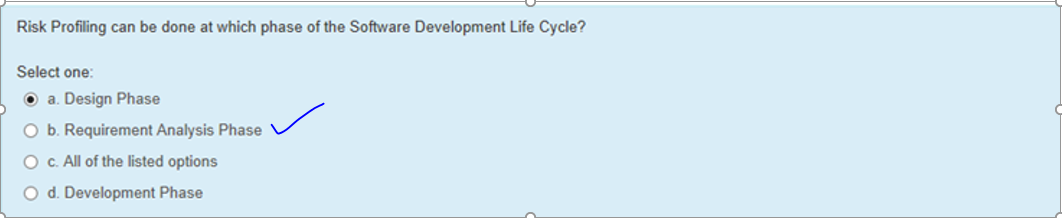 Risk Profiling can be done at which phase of the Software Development Life Cycle?
Select one:
a. Design Phase
b. Requirement Analysis Phase
c. All of the listed options
d. Development Phase